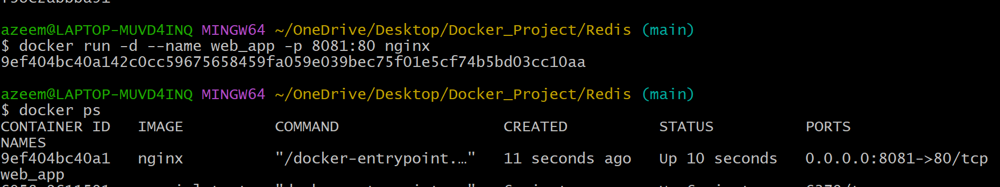 azeem@LAPTOP-MUVD4INQ MINGW64 ~/OneDrive/Desktop/Docker_Project/Redis (main)
$ docker run -d --name web_app -p 8081:80 nginx
9ef404bc40a142c0cc59675658459fa059e039bec75f01e5cf74b5bd03cc10aa
azeem@LAPTOP-MUVD4INQ MINGW64 ~/OneDrive/Desktop/Docker_Project/Redis (main)
$ docker ps
CONTAINER ID   IMAGE          COMMAND                  CREATED          STATUS          PORTS
NAMES
9ef404bc40a1   nginx          "/docker-entrypoint.…"   11 seconds ago   Up 10 seconds   0.0.0.0:8081->80/tcp
web_app